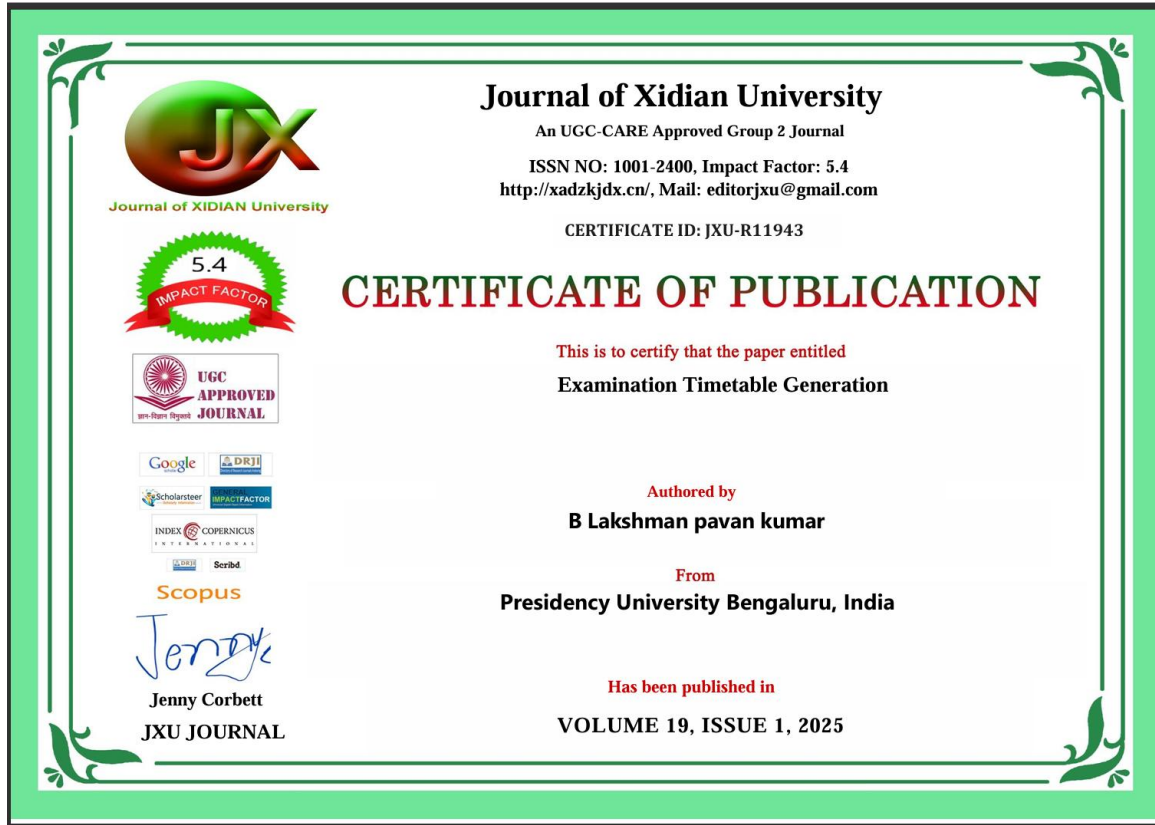 JX
Journal of XIDIAN University
Journal of Xidian University
An UGC-CARE Approved Group 2 Journal
ISSN NO: 1001-2400, Impact Factor: 5.4
http://xadzkjdx.cn/, Mail: editorjxu@gmail.com
CERTIFICATE ID: JXU-R11943
5.4
IMPACT FACTOR
CERTIFICATE OF PUBLICATION
This is to certify that the paper entitled
Examination Timetable Generation
UGC
APPROVED
JOURNAL
ज्ञान-विज्ञान विमुक्तये
Google
DRJI
Scholarsteer
GENERAL
IMPACTFACTOR
INDEX COPERNICUS
INTERNATIONAL
DRJI
Scribd.
Scopus
Authored by
B Lakshman pavan kumar
From
Presidency University Bengaluru, India
Jenny Corbett
JXU JOURNAL
Has been published in
VOLUME 19, ISSUE 1, 2025